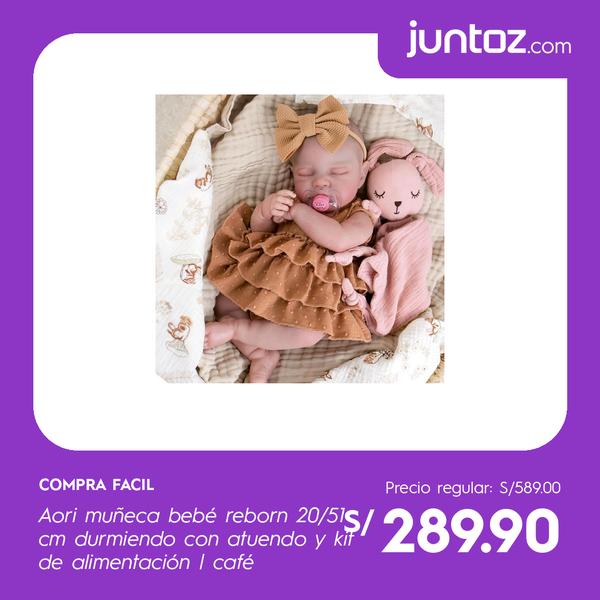 juntoz.com
COMPRA FACIL
Precio regular: S/589.00
Aori muñeca bebé reborn 20/51
cm durmiendo con atuendo y kit
de alimentación | café
S/ 289.90